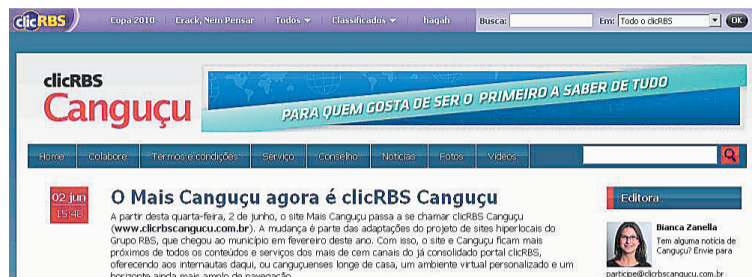 clicRBS Copa 2010 Crack, Nem Pensar Todos Classificados hagah Busca: Em: Todo o clicRBS OK
clicRBS
Canguçu
PARA QUEM GOSTA DE SER O PRIMEIRO A SABER DE TUDO
Home Colabore Termos e condições Serviço Conselho Notícias Fotos Vídeos
02 jun
15:48
O Mais Canguçu agora é clicRBS Canguçu
A partir desta quarta-feira, 2 de junho, o site Mais Canguçu passa a se chamar clicRBS Canguçu
(www.clicrbscangucu.com.br). A mudança é parte das adaptações do projeto de sites hiperlocais do
Grupo RBS, que chegou ao município em fevereiro deste ano. Com isso, o site e Canguçu ficam mais
próximos de todos os conteúdos e serviços dos mais de cem canais do já consolidado portal clicRBS,
oferecendo aos internautas daqui, ou canguçuenses longe de casa, um ambiente virtual personalizado e um
horizonte ainda mais amplo de navegação.
Editora
Bianca Zanella
Tem alguma notícia de
Canguçu? Envie para
participe@clicrbscangucu.com.br